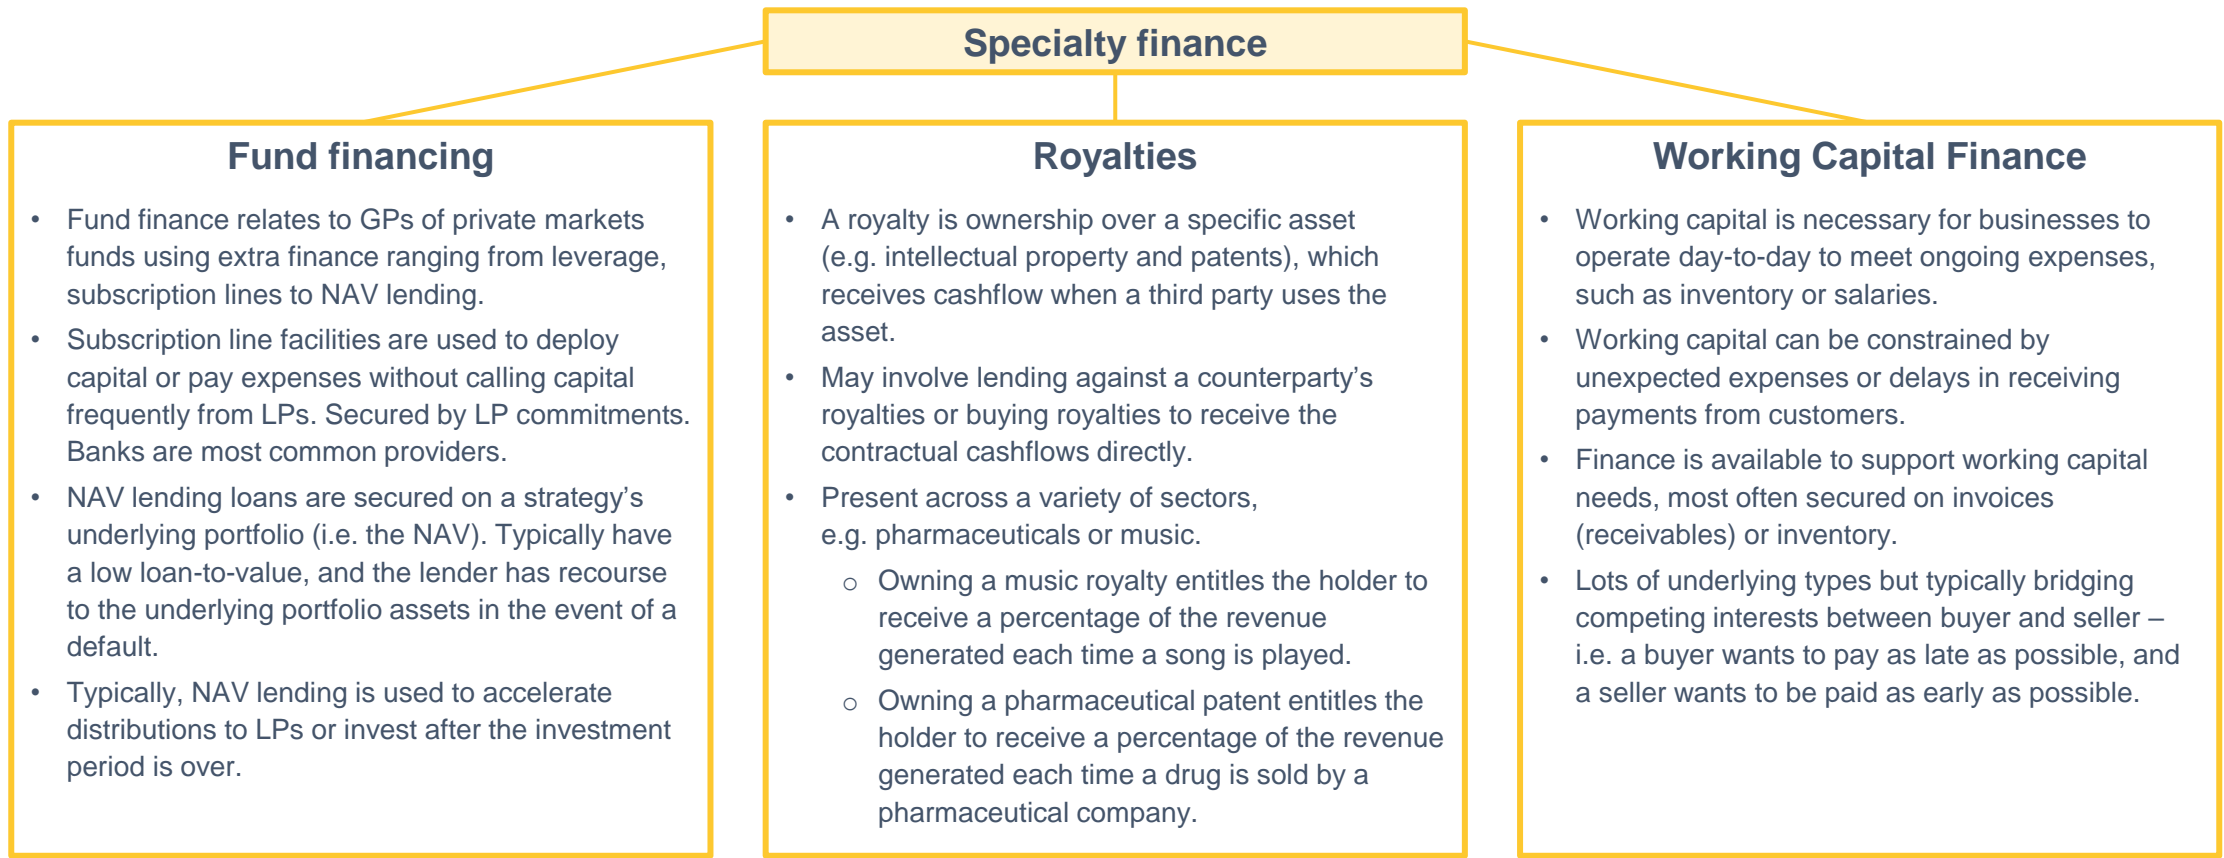 Specialty finance
Fund financing
• Fund finance relates to GPs of private markets
funds using extra finance ranging from leverage,
subscription lines to NAV lending.
• Subscription line facilities are used to deploy
capital or pay expenses without calling capital
frequently from LPs. Secured by LP commitments.
Banks are most common providers.
• NAV lending loans are secured on a strategy’s
underlying portfolio (i.e. the NAV). Typically have
a low loan-to-value, and the lender has recourse
to the underlying portfolio assets in the event of a
default.
• Typically, NAV lending is used to accelerate
distributions to LPs or invest after the investment
period is over.
Royalties
• A royalty is ownership over a specific asset
(e.g. intellectual property and patents), which
receives cashflow when a third party uses the
asset.
• May involve lending against a counterparty’s
royalties or buying royalties to receive the
contractual cashflows directly.
• Present across a variety of sectors,
e.g. pharmaceuticals or music.
o Owning a music royalty entitles the holder to
receive a percentage of the revenue
generated each time a song is played.
o Owning a pharmaceutical patent entitles the
holder to receive a percentage of the revenue
generated each time a drug is sold by a
pharmaceutical company.
Working Capital Finance
• Working capital is necessary for businesses to
operate day-to-day to meet ongoing expenses,
such as inventory or salaries.
• Working capital can be constrained by
unexpected expenses or delays in receiving
payments from customers.
• Finance is available to support working capital
needs, most often secured on invoices
(receivables) or inventory.
• Lots of underlying types but typically bridging
competing interests between buyer and seller –
i.e. a buyer wants to pay as late as possible, and
a seller wants to be paid as early as possible.